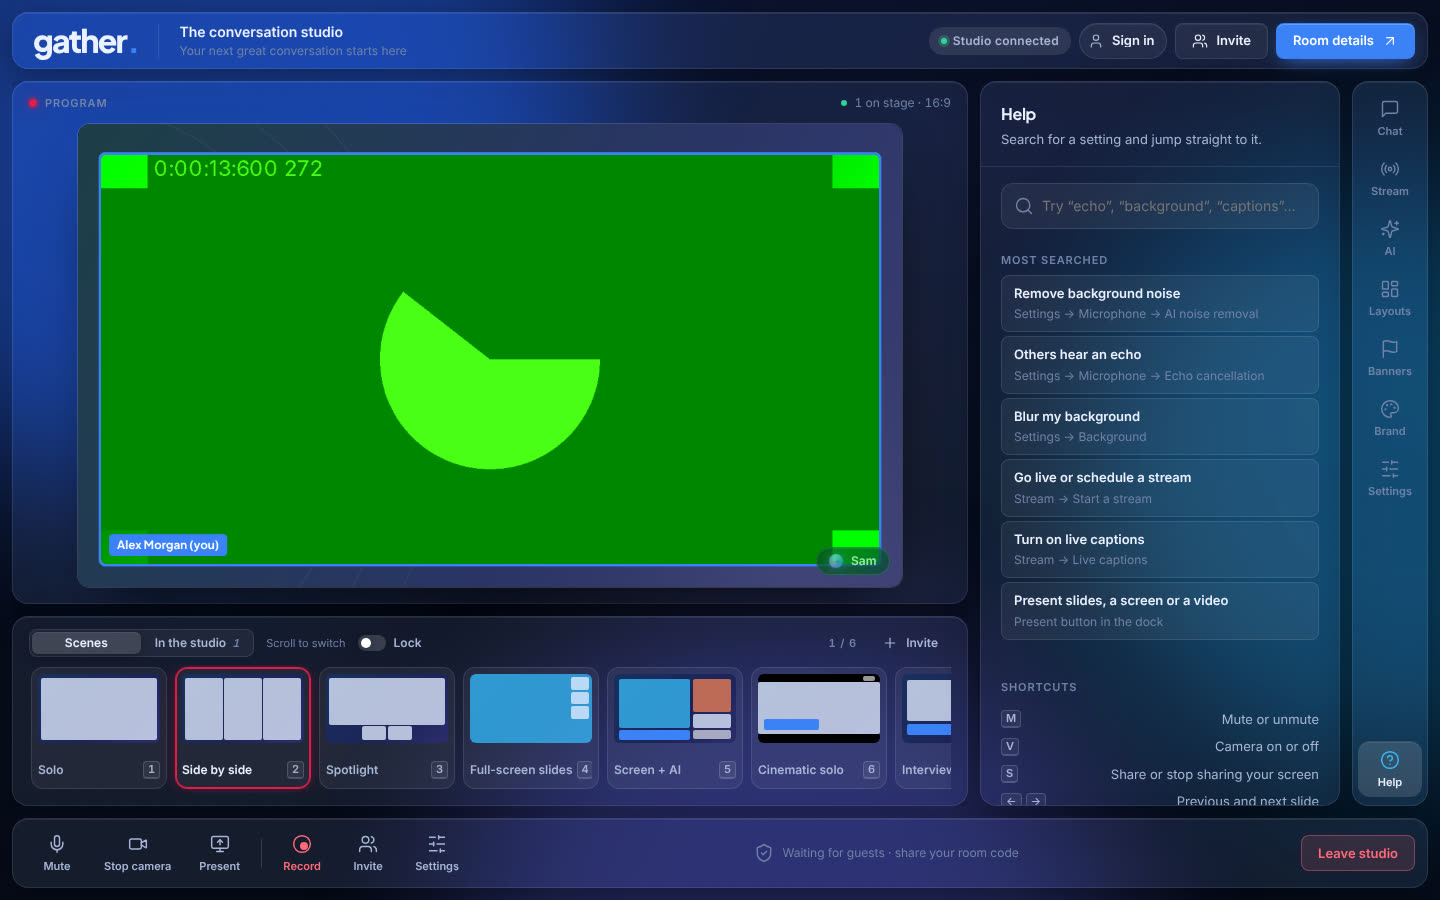 gather.
The conversation studio
Your next great conversation starts here
Studio connected
Sign in
Invite
Room details
PROGRAM
1 on stage · 16:9
0:00:13:600 272
Alex Morgan (you)
Sam
Scenes
In the studio 1
Scroll to switch
Lock
1 / 6
Invite
Solo 1
Side by side 2
Spotlight 3
Full-screen slides 4
Screen + AI 5
Cinematic solo 6
Interview
Help
Search for a setting and jump straight to it.
Try “echo”, “background”, “captions”...
MOST SEARCHED
Remove background noise
Settings → Microphone → AI noise removal
Others hear an echo
Settings → Microphone → Echo cancellation
Blur my background
Settings → Background
Go live or schedule a stream
Stream → Start a stream
Turn on live captions
Stream → Live captions
Present slides, a screen or a video
Present button in the dock
SHORTCUTS
M Mute or unmute
V Camera on or off
S Share or stop sharing your screen
← → Previous and next slide
Chat
Stream
AI
Layouts
Banners
Brand
Settings
Help
Mute
Stop camera
Present
Record
Invite
Settings
Waiting for guests · share your room code
Leave studio